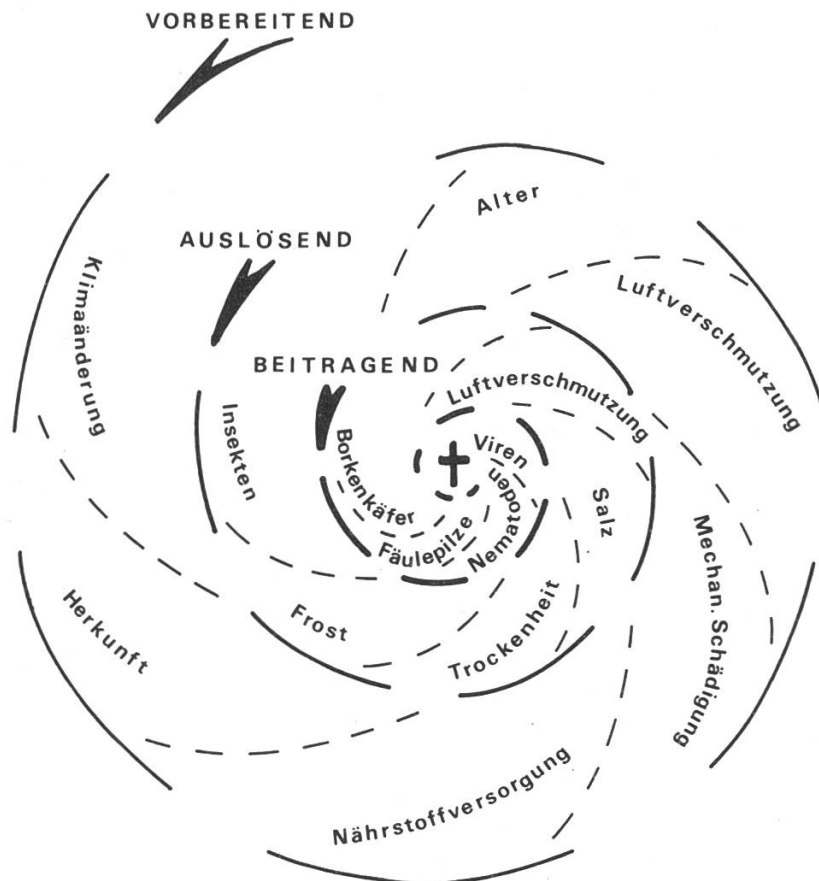 VORBEREITEND
Alter
Luftverschmutzung
Mechan. Schädigung
Nährstoffversorgung
Herkunft
Klimaänderung
AUSLÖSEND
Luftverschmutzung
Salz
Trockenheit
Frost
Insekten
BEITRAGEND
Viren
Nematoden
Fäulepilze
Borkenkäfer